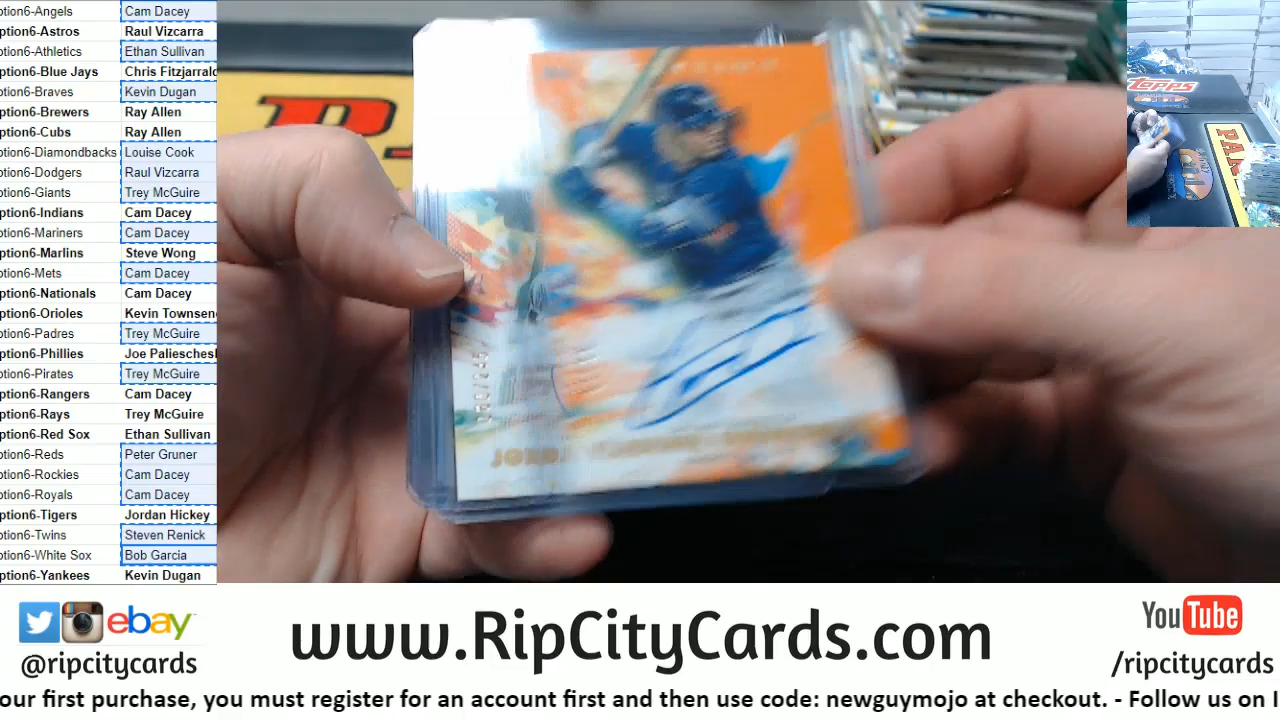 ption6-Angels Cam Dacey
ption6-Astros Raul Vizcarra
ption6-Athletics Ethan Sullivan
ption6-Blue Jays Chris Fitzjarrald
ption6-Braves Kevin Dugan
ption6-Brewers Ray Allen
ption6-Cubs Ray Allen
ption6-Diamondbacks Louise Cook
ption6-Dodgers Raul Vizcarra
ption6-Giants Trey McGuire
ption6-Indians Cam Dacey
ption6-Mariners Cam Dacey
ption6-Marlins Steve Wong
ption6-Mets Cam Dacey
ption6-Nationals Cam Dacey
ption6-Orioles Kevin Townsen
ption6-Padres Trey McGuire
ption6-Phillies Joe Paliesches
ption6-Pirates Trey McGuire
ption6-Rangers Cam Dacey
ption6-Rays Trey McGuire
ption6-Red Sox Ethan Sullivan
ption6-Reds Peter Gruner
ption6-Rockies Cam Dacey
ption6-Royals Cam Dacey
ption6-Tigers Jordan Hickey
ption6-Twins Steven Renick
ption6-White Sox Bob Garcia
ption6-Yankees Kevin Dugan
Topps
PAN
ebay
@ripcitycards
www.RipCityCards.com
YouTube
/ripcitycards
our first purchase, you must register for an account first and then use code: newguymojo at checkout. - Follow us on I